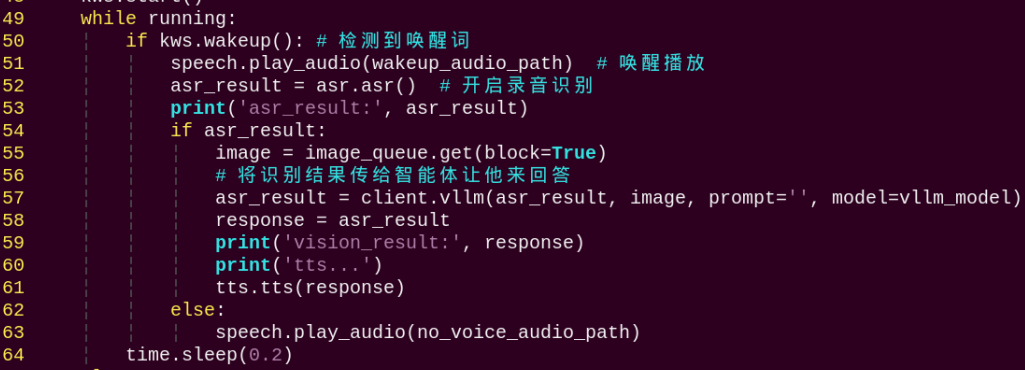 49 while running:
50 if kws.wakeup(): # 检测到唤醒词
51 speech.play_audio(wakeup_audio_path) # 唤醒播放
52 asr_result = asr.asr() # 开启录音识别
53 print('asr_result:', asr_result)
54 if asr_result:
55 image = image_queue.get(block=True)
56 # 将识别结果传给智能体让他来回答
57 asr_result = client.vllm(asr_result, image, prompt='', model=vllm_model)
58 response = asr_result
59 print('vision_result:', response)
60 print('tts...')
61 tts.tts(response)
62 else:
63 speech.play_audio(no_voice_audio_path)
64 time.sleep(0.2)